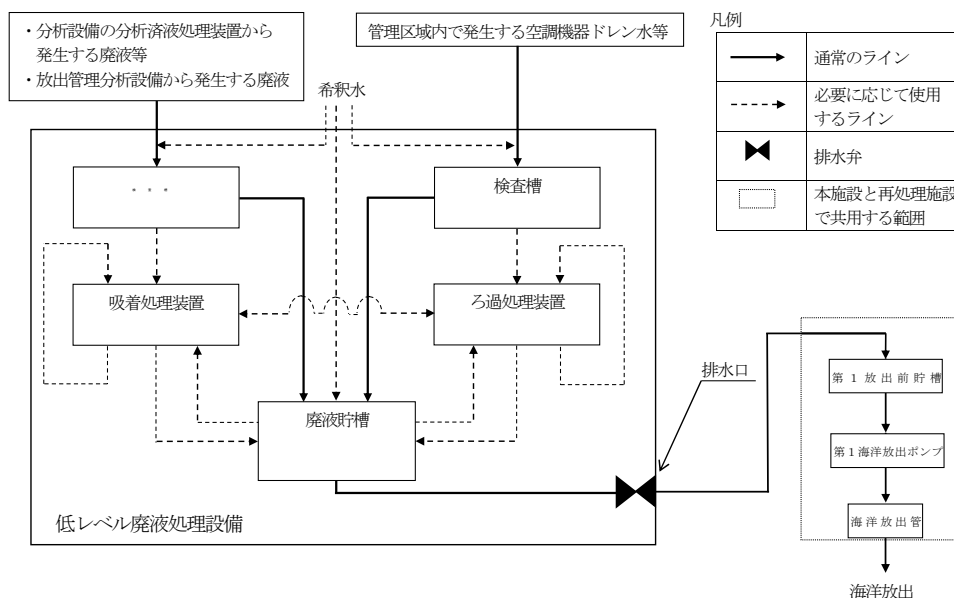 ・分析設備の分析済液処理装置から
発生する廃液等
・放出管理分析設備から発生する廃液
管理区域内で発生する空調機器ドレン水等
希釈水
凡例
通常のライン
必要に応じて使用
するライン
排水弁
本施設と再処理施設
で共用する範囲
・・・
検査槽
吸着処理装置
ろ過処理装置
廃液貯槽
排水口
低レベル廃液処理設備
第1放出前貯槽
第1海洋放出ポンプ
海洋放出管
海洋放出